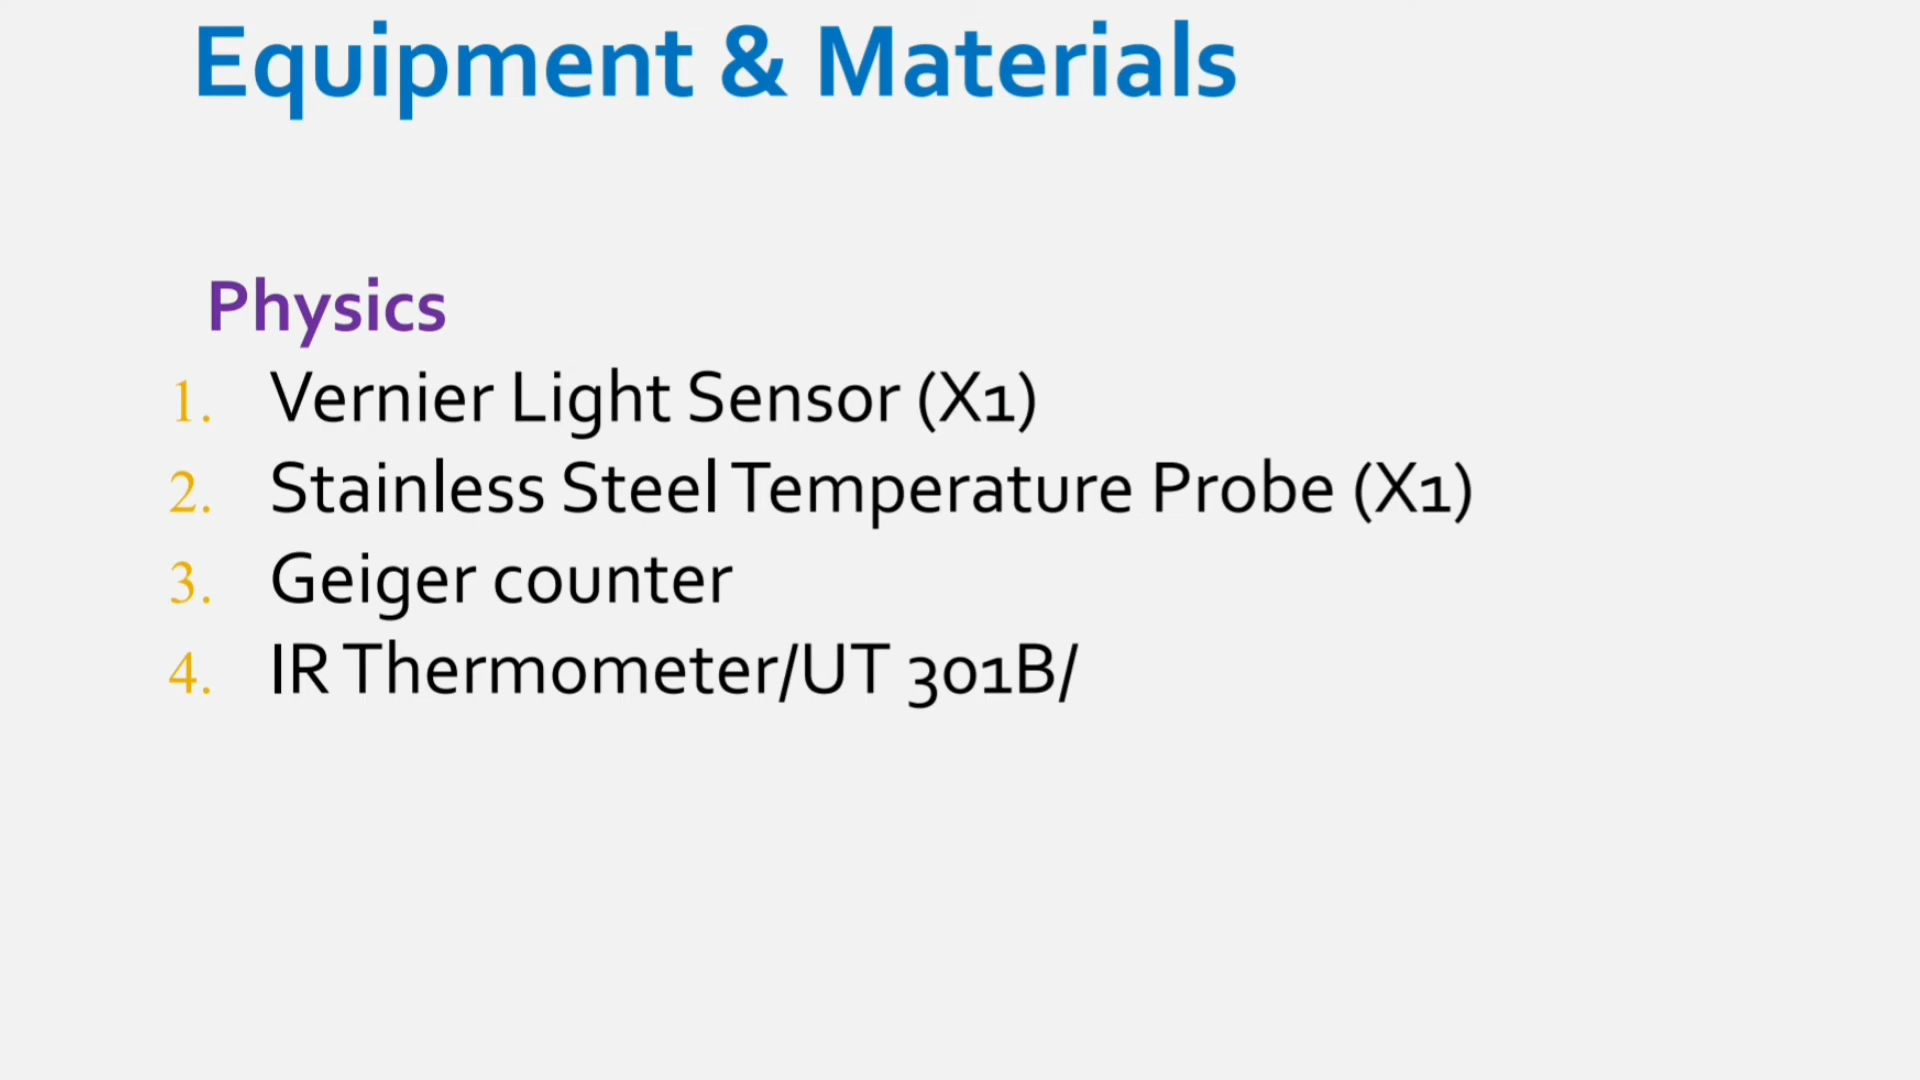 Equipment & Materials
Physics
1. Vernier Light Sensor (X1)
2. Stainless Steel Temperature Probe (X1)
3. Geiger counter
4. IR Thermometer/UT 301B/